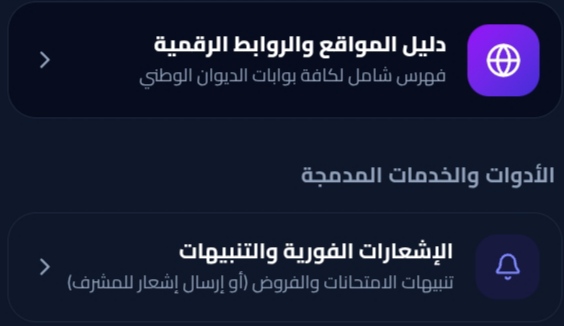 دليل المواقع والروابط الرقمية
فهرس شامل لكافة بوابات الديوان الوطني
الأدوات والخدمات المدمجة
الإشعارات الفورية والتنبيهات
تنبيهات الامتحانات والفروض (أو إرسال إشعار للمشرف)